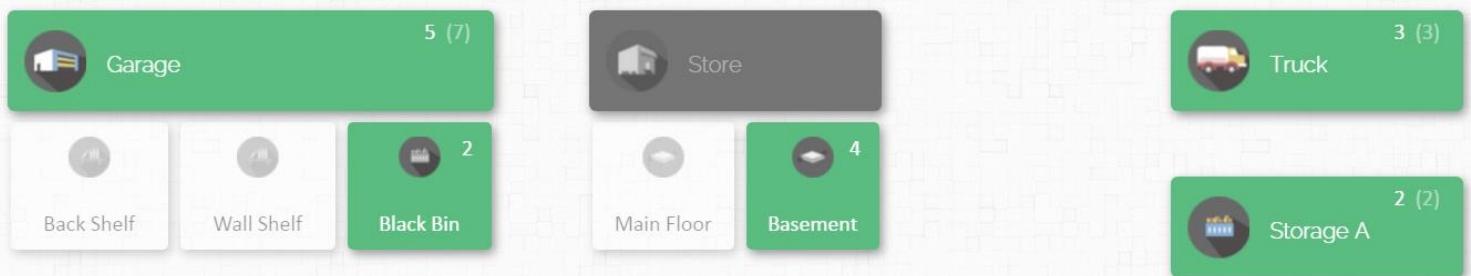 5 (7)
Garage
Back Shelf
Wall Shelf
2
Black Bin
Store
Main Floor
4
Basement
3 (3)
Truck
2 (2)
Storage A